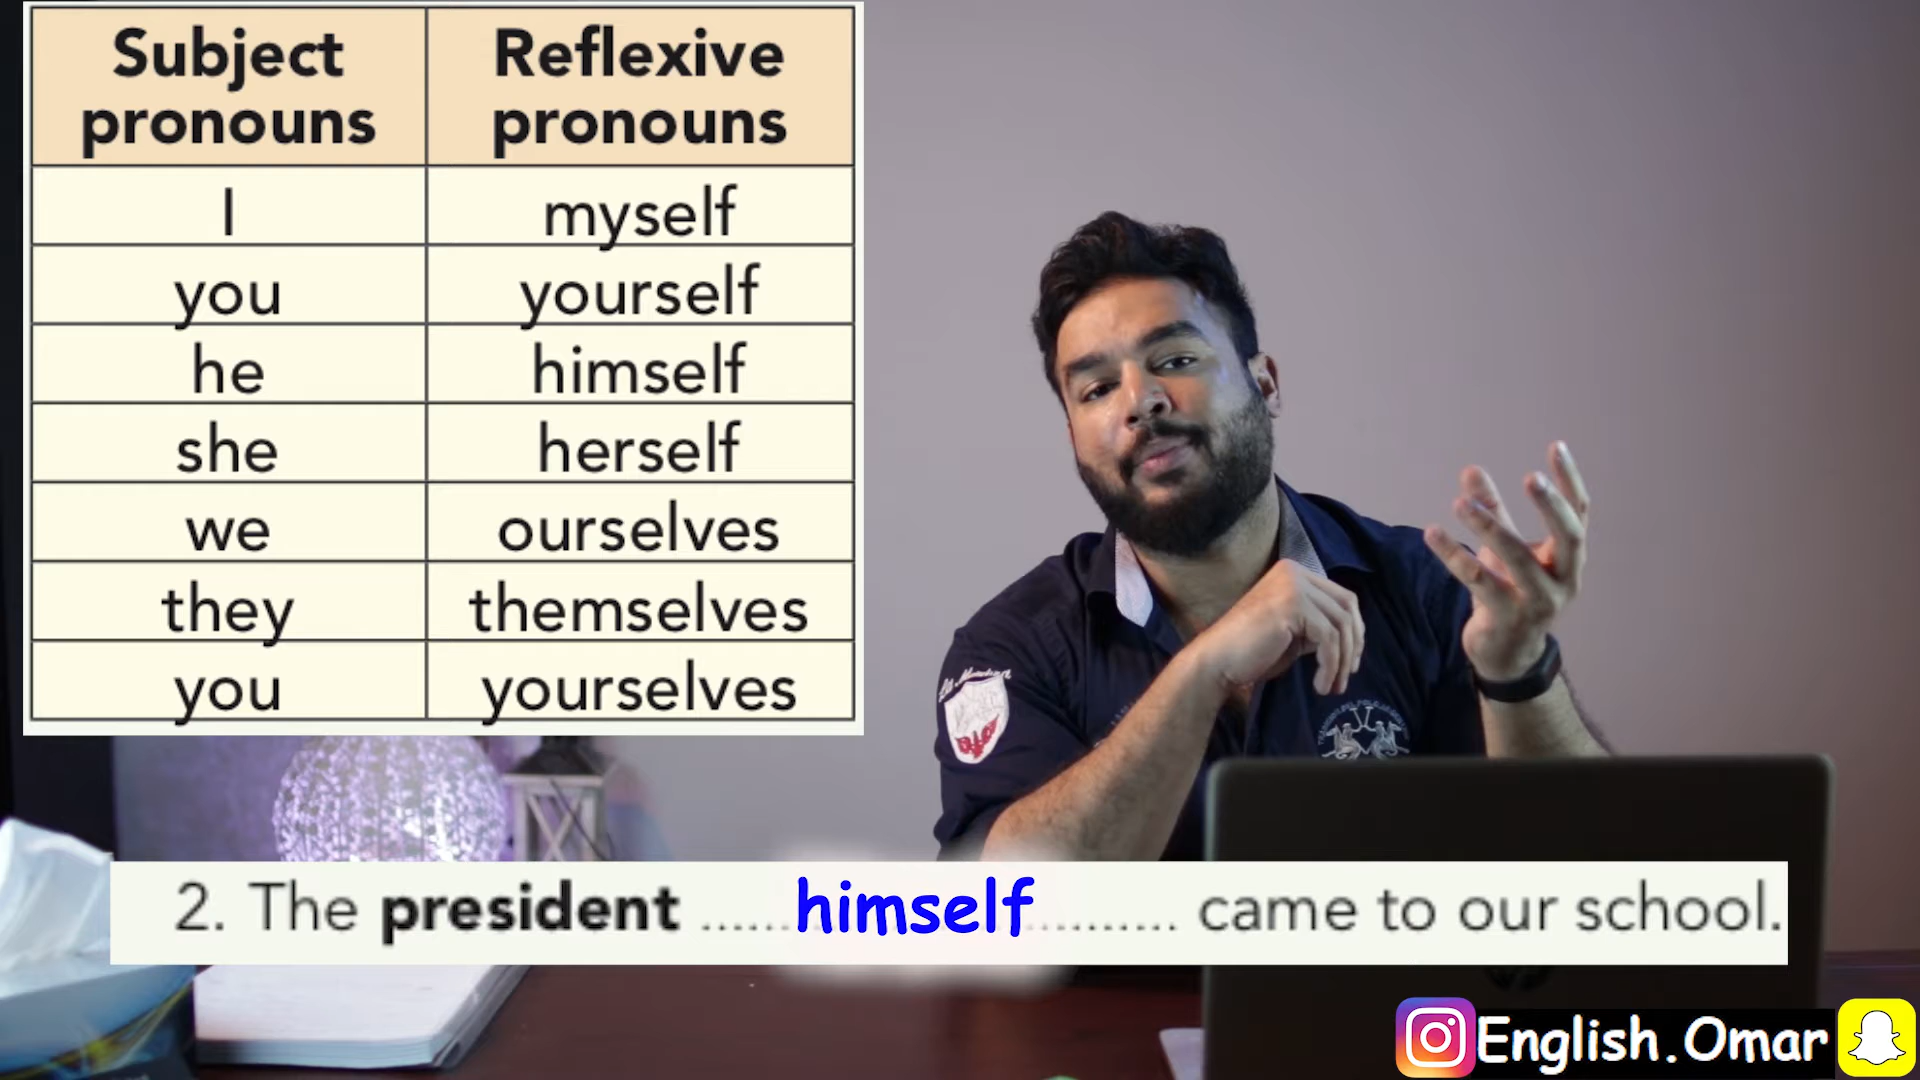 Subject pronouns Reflexive pronouns
I myself
you yourself
he himself
she herself
we ourselves
they themselves
you yourselves
2. The president ......himself......... came to our school.
English.Omar